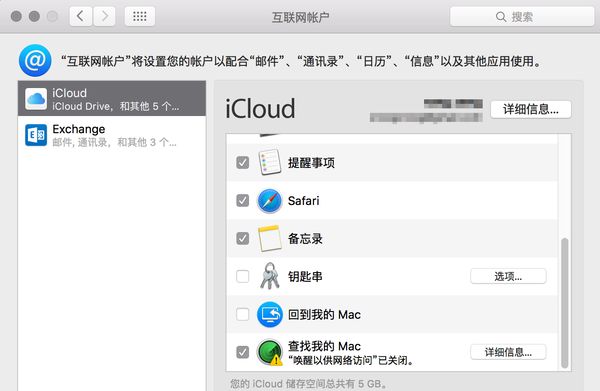 互联网帐户
搜索
“互联网帐户”将设置您的帐户以配合“邮件”、“通讯录”、“日历”、“信息”以及其他应用使用。
iCloud
iCloud Drive，和其他 5 个...
Exchange
邮件, 通讯录，和其他 3 个...
iCloud
详细信息...
提醒事项
Safari
备忘录
钥匙串
选项...
回到我的 Mac
查找我的 Mac
“唤醒以供网络访问”已关闭。
详细信息...
您的 iCloud 储存空间总共有 5 GB。